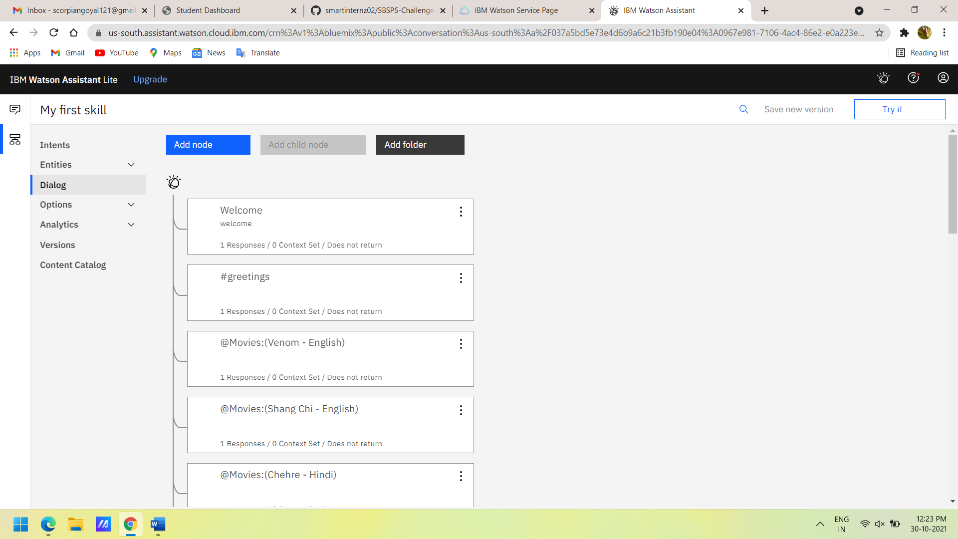 Inbox - scorpiangoyal121@gmail
Student Dashboard
smartinternz02/SBSPS-Challenge
IBM Watson Service Page
IBM Watson Assistant
us-south.assistant.watson.cloud.ibm.com/crn%3Av1%3Abluemix%3Apublic%3Aconversation%3Aus-south%3Aa%2F037a5bd5e73e4d6b9a6c21b3fb190e04%3A0967e981-7106-4ac4-86e2-e0a223e...
Apps
Gmail
YouTube
Maps
News
Translate
Reading list
IBM Watson Assistant Lite
Upgrade
My first skill
Save new version
Try it
Intents
Entities
Dialog
Options
Analytics
Versions
Content Catalog
Add node
Add child node
Add folder
Welcome
welcome
1 Responses / 0 Context Set / Does not return
#greetings
1 Responses / 0 Context Set / Does not return
@Movies:(Venom - English)
1 Responses / 0 Context Set / Does not return
@Movies:(Shang Chi - English)
1 Responses / 0 Context Set / Does not return
@Movies:(Chehre - Hindi)
ENG
IN
12:23 PM
30-10-2021